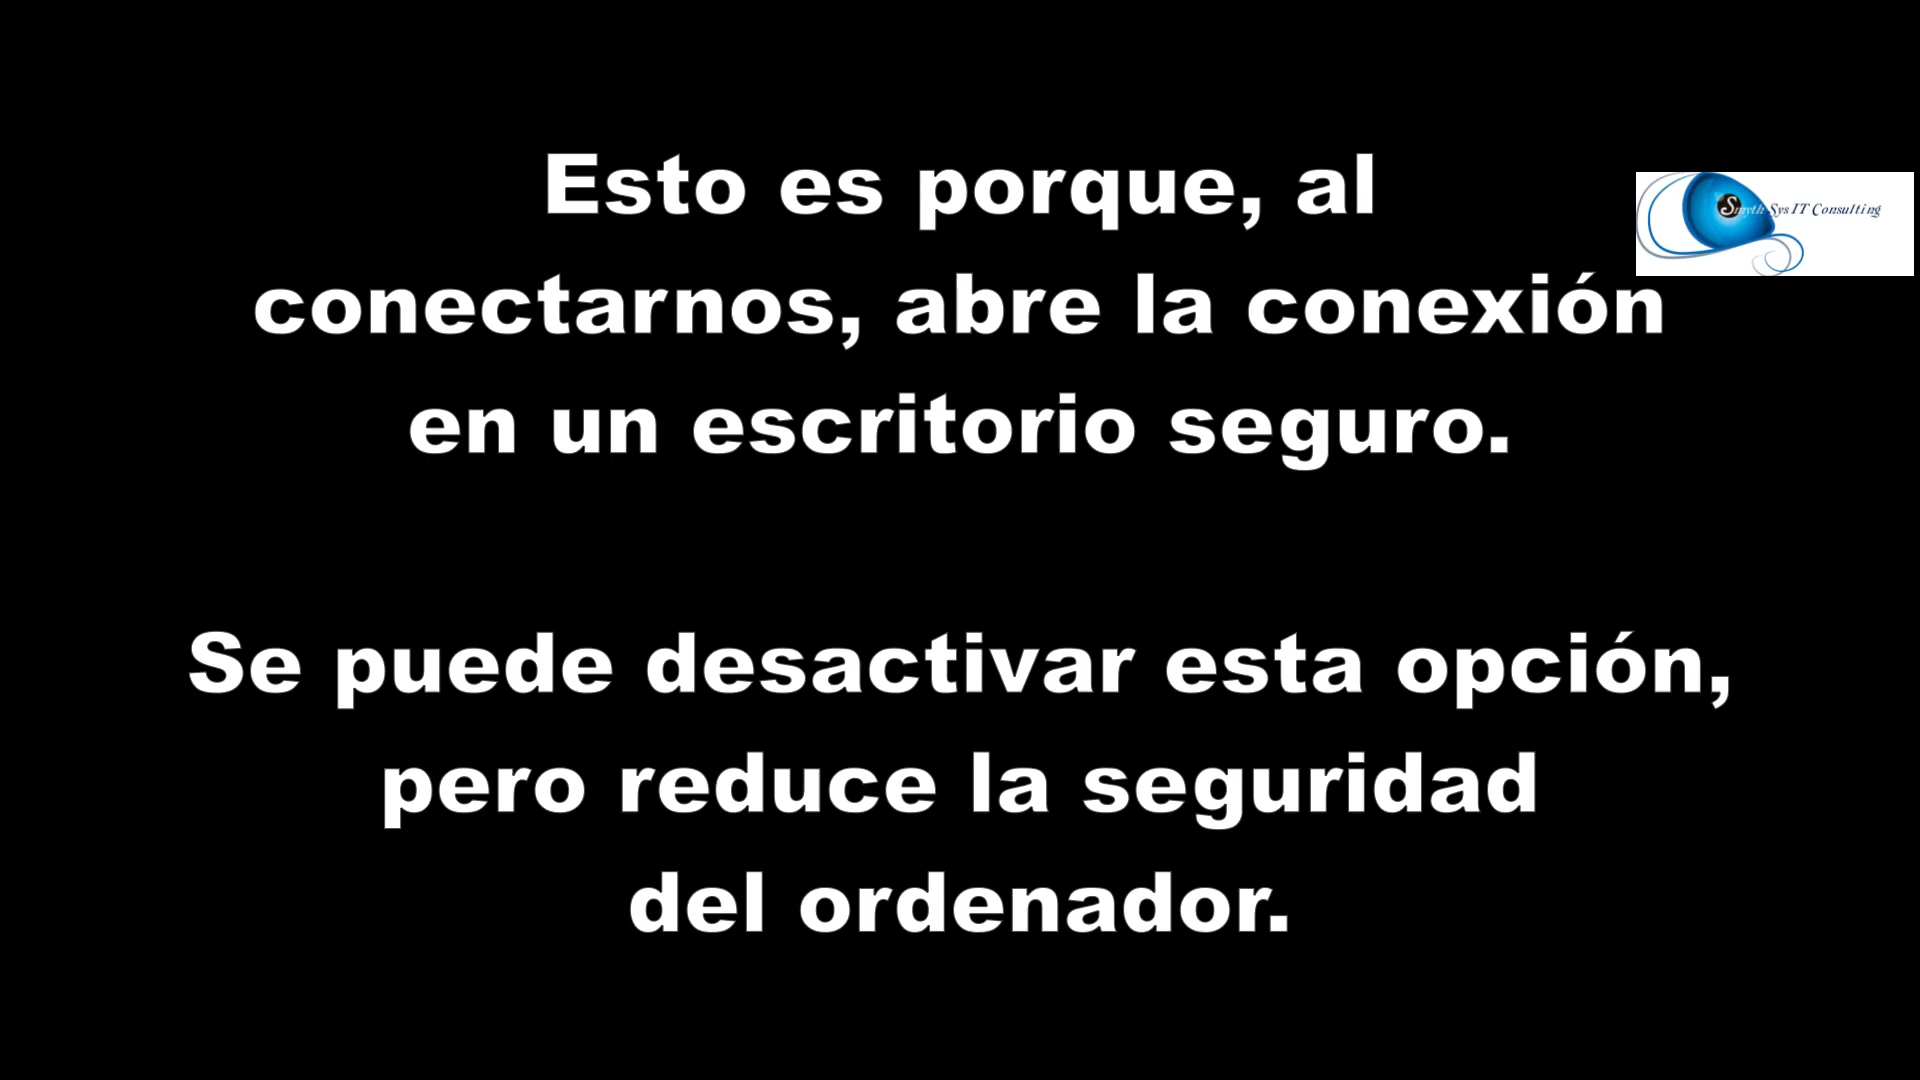 Esto es porque, al
conectarnos, abre la conexión
en un escritorio seguro.
Se puede desactivar esta opción,
pero reduce la seguridad
del ordenador.
Smyth Sys IT Consulting